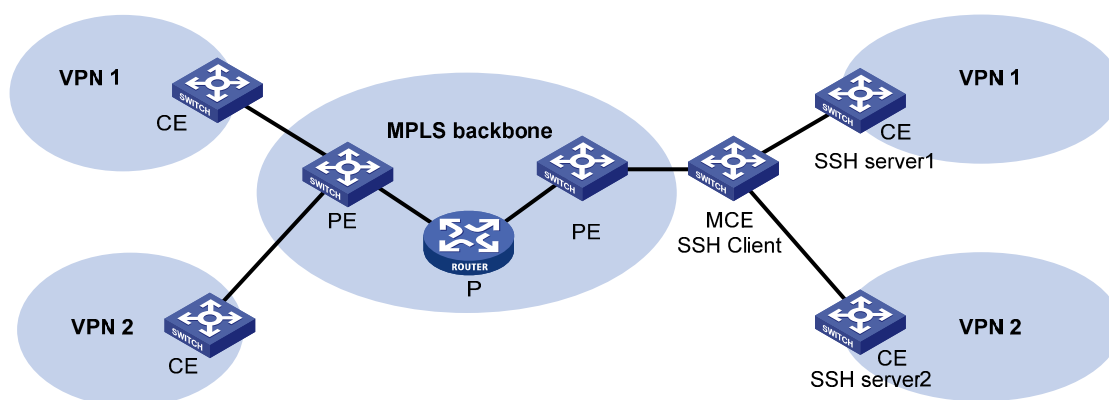 VPN 1
SWITCH
CE
MPLS backbone
SWITCH
PE
ROUTER
P
SWITCH
PE
SWITCH
MCE
SSH Client
SWITCH
CE
SSH server1
VPN 1
VPN 2
SWITCH
CE
SWITCH
CE
SSH server2
VPN 2